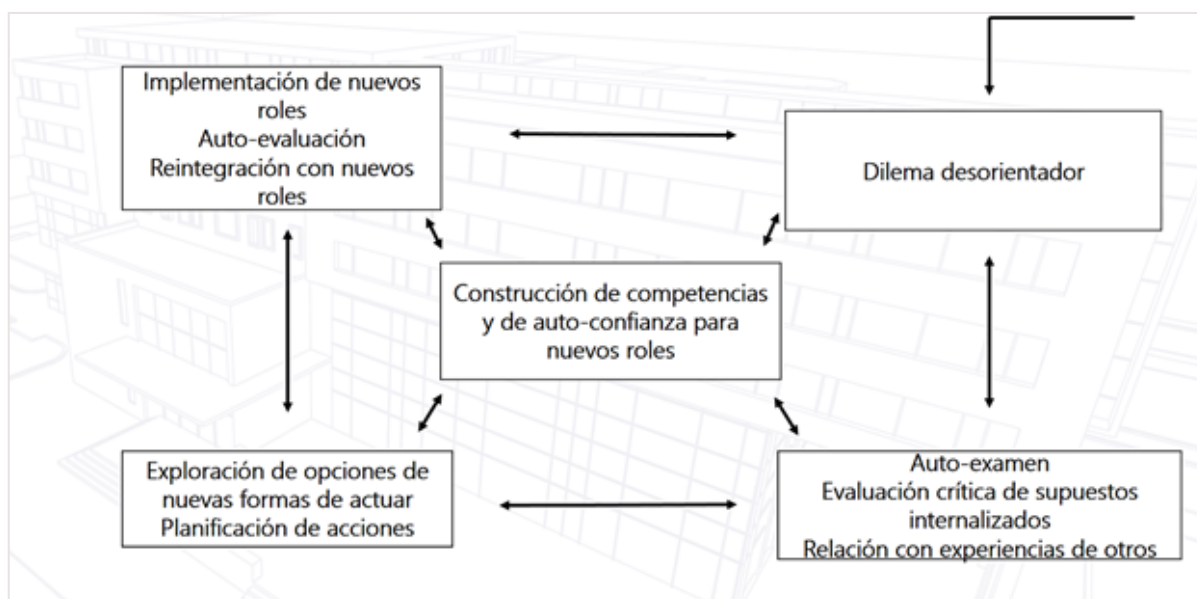 Implementación de nuevos
roles
Auto-evaluación
Reintegración con nuevos
roles
Dilema desorientador
Construcción de competencias
y de auto-confianza para
nuevos roles
Exploración de opciones de
nuevas formas de actuar
Planificación de acciones
Auto-examen
Evaluación crítica de supuestos
internalizados
Relación con experiencias de otros